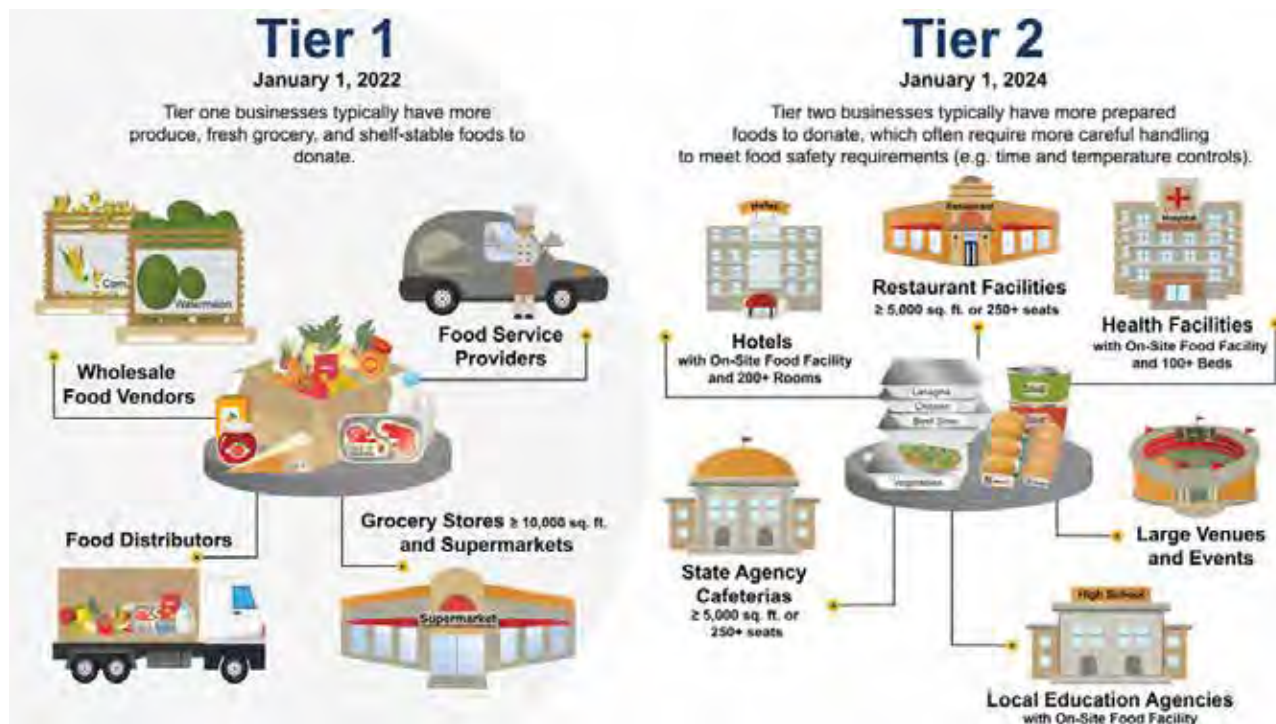 Tier 1
January 1, 2022
Tier one businesses typically have more
produce, fresh grocery, and shelf-stable foods to
donate.
Corn
Watermelon
Wholesale
Food Vendors
Food Service
Providers
Food Distributors
Grocery Stores ≥ 10,000 sq. ft.
and Supermarkets
Supermarket
Tier 2
January 1, 2024
Tier two businesses typically have more prepared
foods to donate, which often require more careful handling
to meet food safety requirements (e.g. time and temperature controls).
Hotel
Hotels
with On-Site Food Facility
and 200+ Rooms
Restaurant
Restaurant Facilities
≥ 5,000 sq. ft. or 250+ seats
Hospital
Health Facilities
with On-Site Food Facility
and 100+ Beds
Lasagna
Chicken
Beef Stew
Vegetables
Soup
State Agency
Cafeterias
≥ 5,000 sq. ft. or
250+ seats
Large Venues
and Events
High School
Local Education Agencies
with On-Site Food Facility